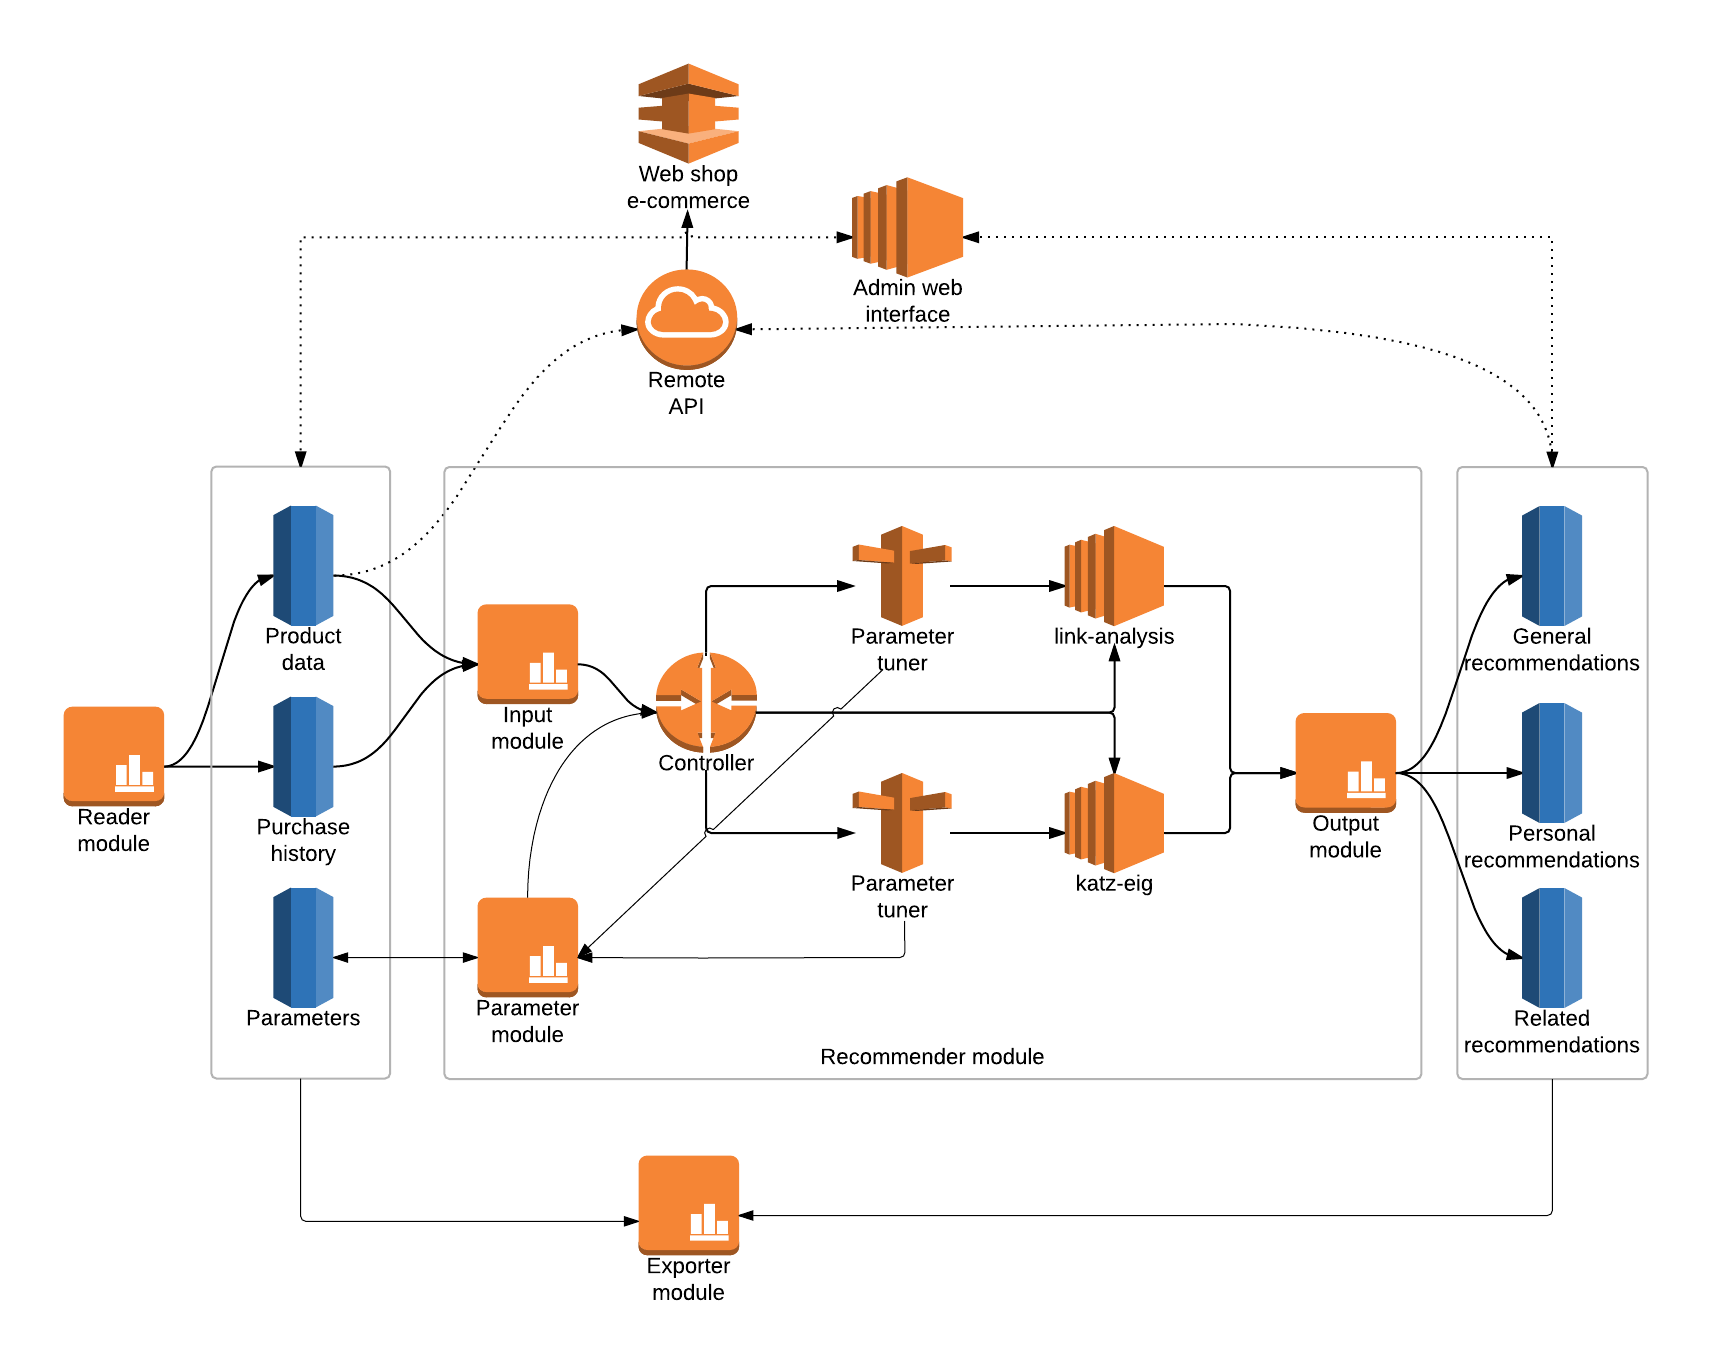 Web shop
e-commerce
Admin web
interface
Remote
API
Product
data
Purchase
history
Parameters
Reader
module
Input
module
Controller
Parameter
tuner
link-analysis
Parameter
tuner
katz-eig
Parameter
module
Recommender module
Output
module
General
recommendations
Personal
recommendations
Related
recommendations
Exporter
module